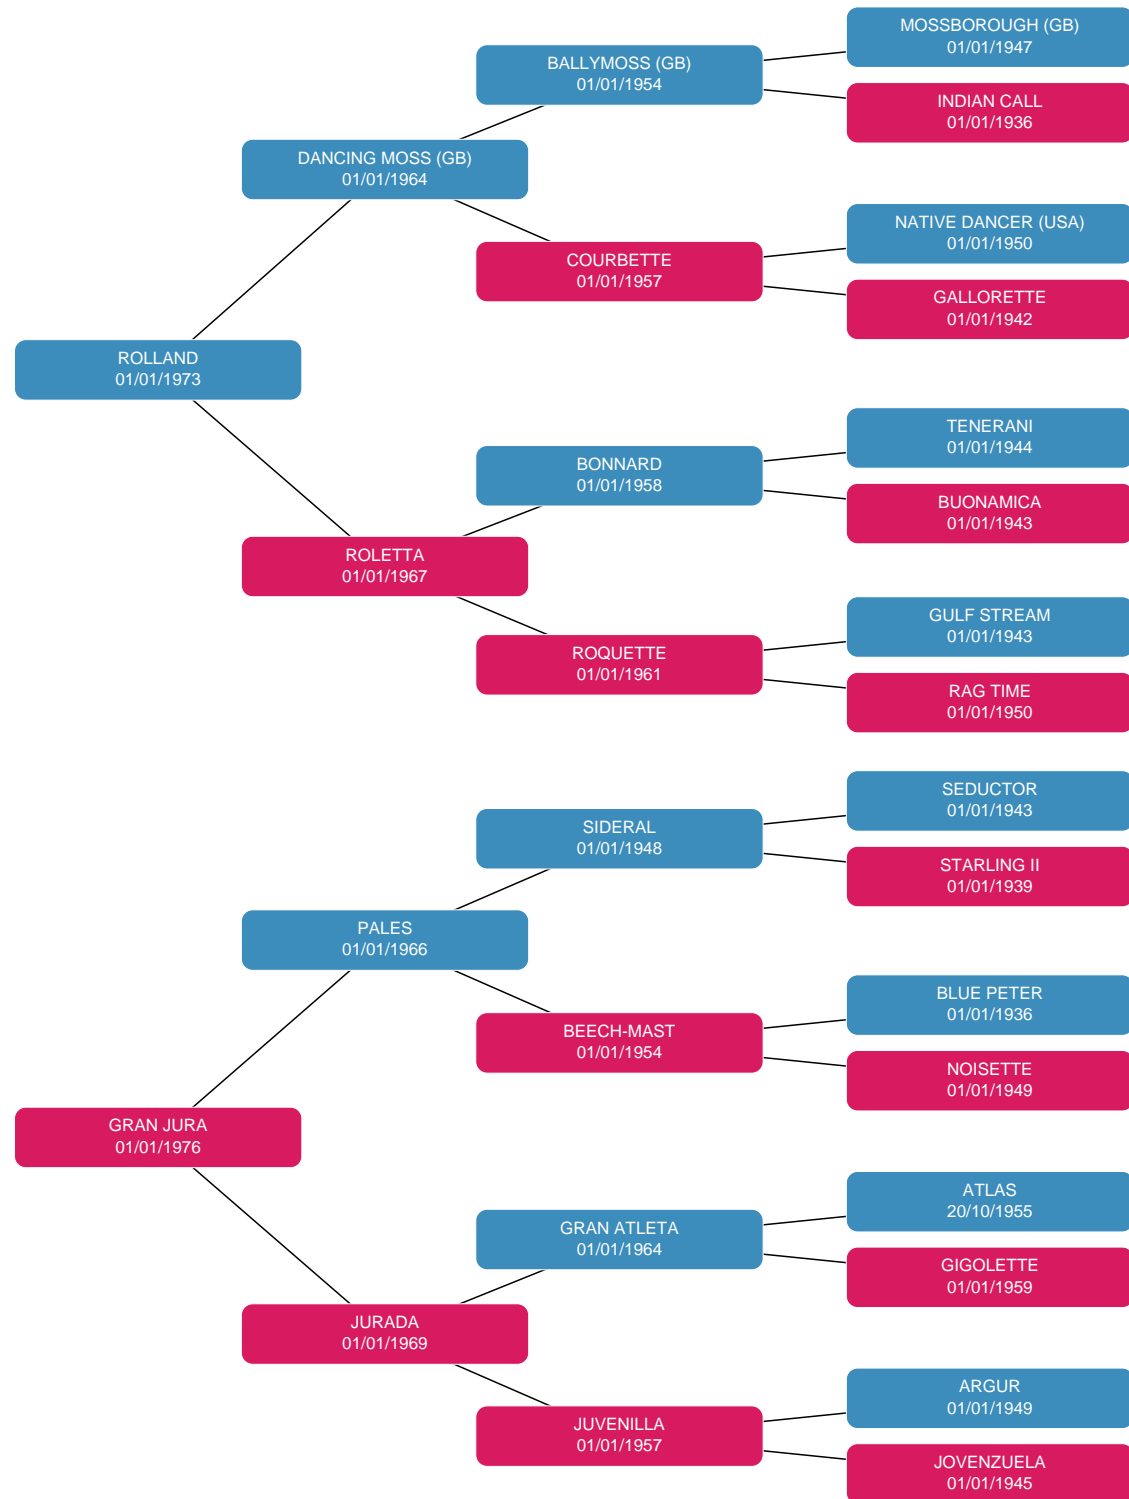 MOSSBOROUGH (GB)
01/01/1947
BALLYMOSS (GB)
01/01/1954
INDIAN CALL
01/01/1936
DANCING MOSS (GB)
01/01/1964
NATIVE DANCER (USA)
01/01/1950
COURBETTE
01/01/1957
GALLORETTE
01/01/1942
ROLLAND
01/01/1973
TENERANI
01/01/1944
BONNARD
01/01/1958
BUONAMICA
01/01/1943
ROLETTA
01/01/1967
GULF STREAM
01/01/1943
ROQUETTE
01/01/1961
RAG TIME
01/01/1950
SEDUCTOR
01/01/1943
SIDERAL
01/01/1948
STARLING II
01/01/1939
PALES
01/01/1966
BLUE PETER
01/01/1936
BEECH-MAST
01/01/1954
NOISETTE
01/01/1949
GRAN JURA
01/01/1976
ATLAS
20/10/1955
GRAN ATLETA
01/01/1964
GIGOLETTE
01/01/1959
JURADA
01/01/1969
ARGUR
01/01/1949
JUVENILLA
01/01/1957
JOVENZUELA
01/01/1945